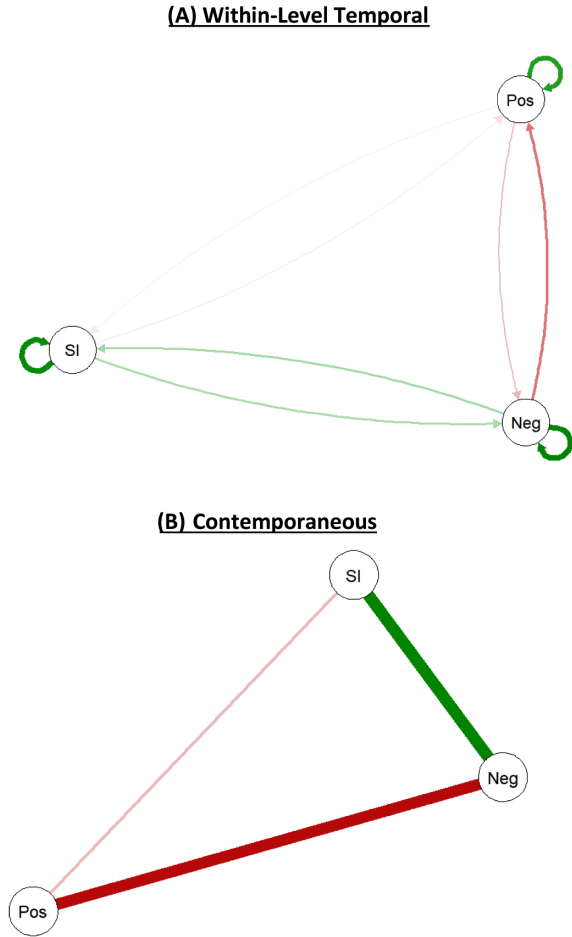 (A) Within-Level Temporal
Pos
SI
Neg
(B) Contemporaneous
SI
Neg
Pos